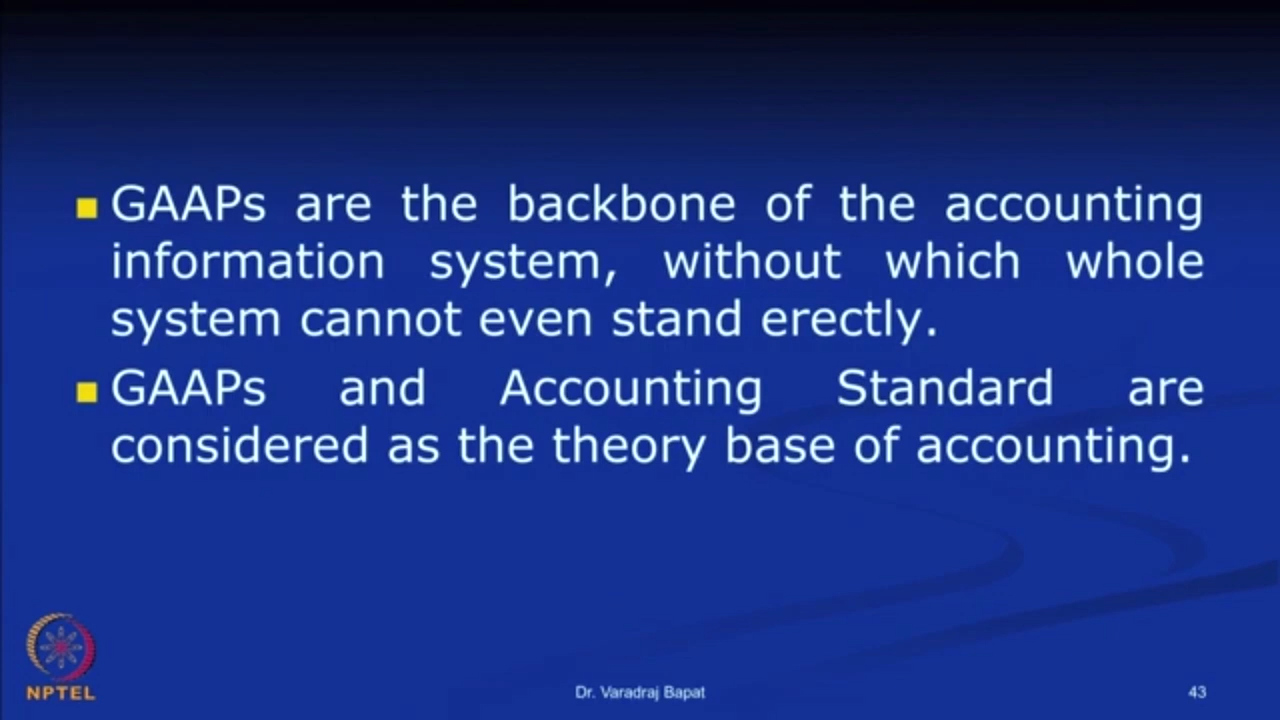 GAAPs are the backbone of the accounting
information system, without which whole
system cannot even stand erectly.
GAAPs and Accounting Standard are
considered as the theory base of accounting.
NPTEL
Dr. Varadraj Bapat
43